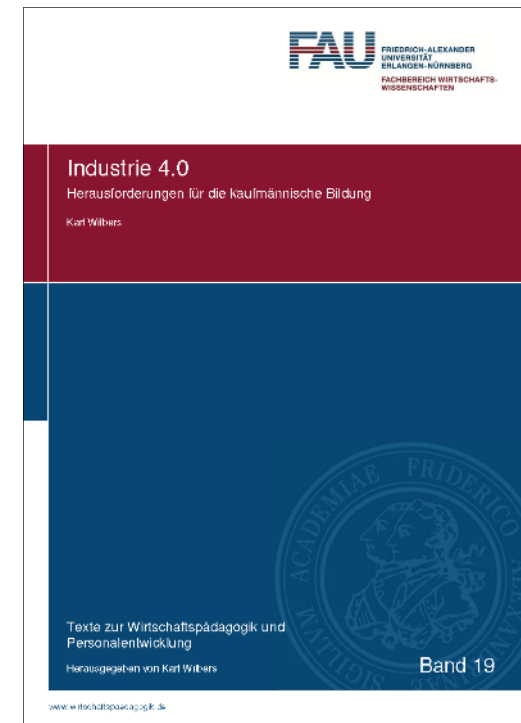 FAU
FRIEDRICH-ALEXANDER
UNIVERSITÄT
ERLANGEN-NÜRNBERG
FACHBEREICH WIRTSCHAFTS-
WISSENSCHAFTEN
Industrie 4.0
Herausforderungen für die kaufmännische Bildung
Karl Wilbers
ACADEMIAE FRIDERICO
SIGILLUM
Texte zur Wirtschaftspädagogik und
Personalentwicklung
Herausgegeben von Karl Wilbers
Band 19
www.wirtschaftspaedagogik.de